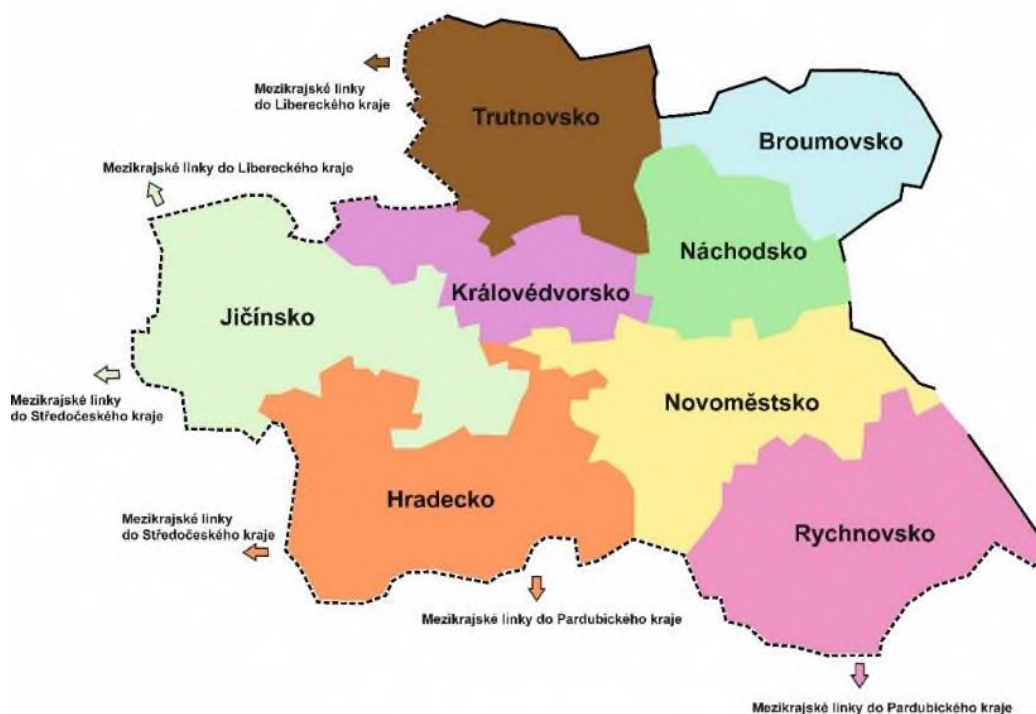 Mezikrajské linky
do Libereckého kraje
Trutnovsko
Broumovsko
Mezikrajské linky do Libereckého kraje
Náchodsko
Královédvorsko
Jičínsko
Mezikrajské linky
do Středočeského kraje
Novoměstsko
Hradecko
Mezikrajské linky
do Středočeského kraje
Rychnovsko
Mezikrajské linky do Pardubického kraje
Mezikrajské linky do Pardubického kraje